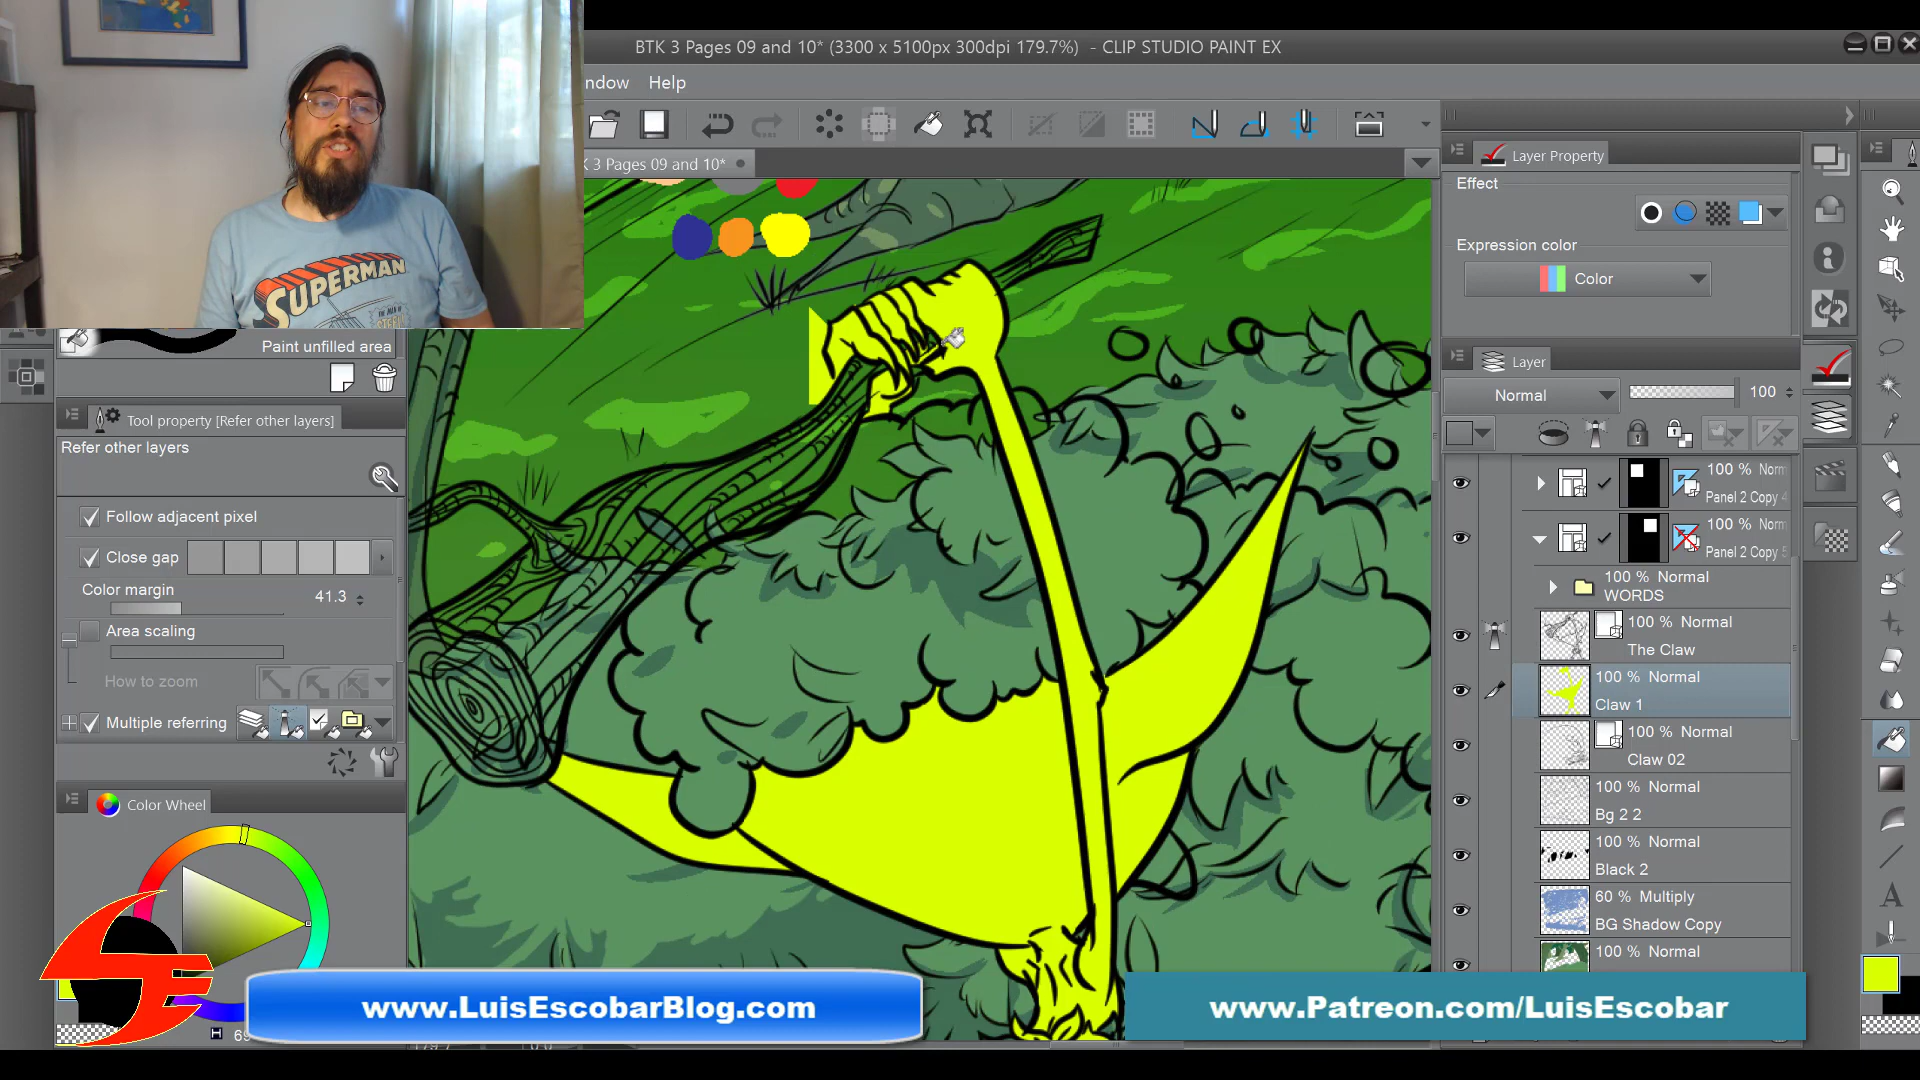 BTK 3 Pages 09 and 10* (3300 x 5100px 300dpi 179.7%) - CLIP STUDIO PAINT EX
ndow Help
K 3 Pages 09 and 10*
SUPERMAN
Paint unfilled area
Tool property [Refer other layers]
Refer other layers
Follow adjacent pixel
Close gap
Color margin 41.3
Area scaling
How to zoom
Multiple referring
Color Wheel
Layer Property
Effect
Expression color
Color
Layer
Normal 100
100 % Norm
Panel 2 Copy 4
100 % Norm
Panel 2 Copy 5
100 % Normal
WORDS
100 % Normal
The Claw
100 % Normal
Claw 1
100 % Normal
Claw 02
100 % Normal
Bg 2 2
100 % Normal
Black 2
60 % Multiply
BG Shadow Copy
100 % Normal
www.LuisEscobarBlog.com
www.Patreon.com/LuisEscobar